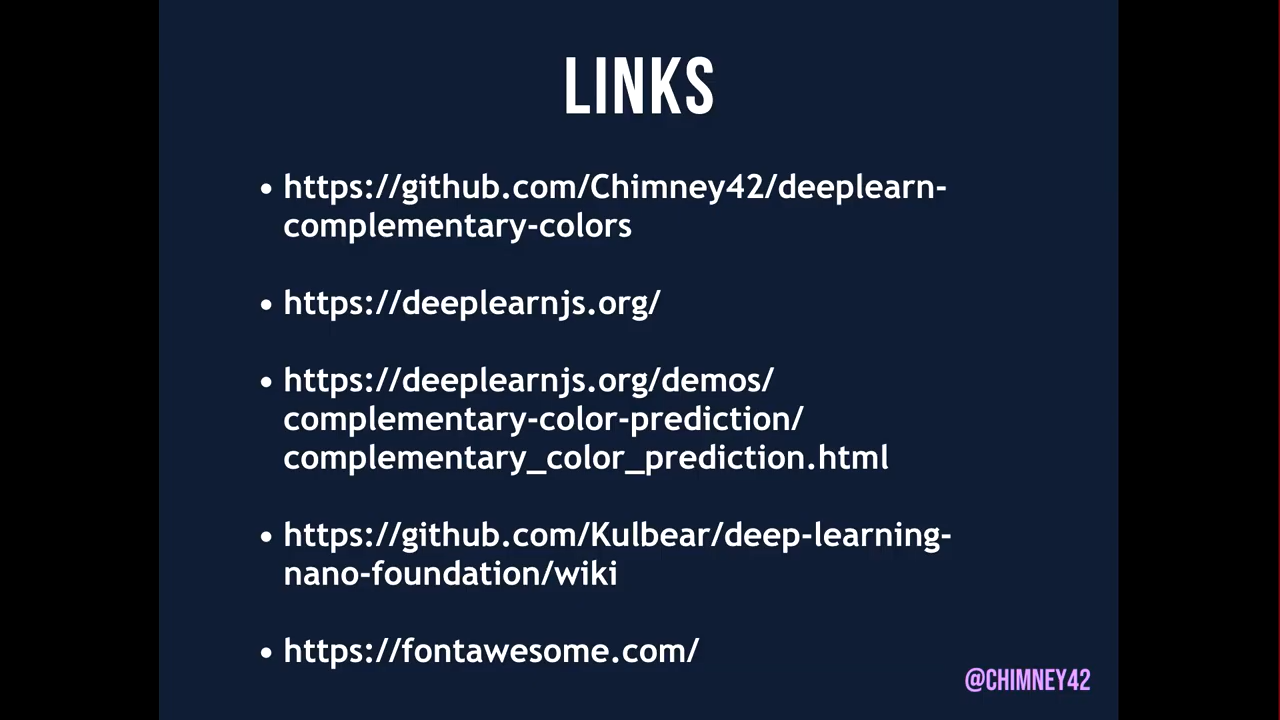 LINKS
• https://github.com/Chimney42/deeplearn-
complementary-colors
• https://deeplearnjs.org/
• https://deeplearnjs.org/demos/
complementary-color-prediction/
complementary_color_prediction.html
• https://github.com/Kulbear/deep-learning-
nano-foundation/wiki
• https://fontawesome.com/
@CHIMNEY42